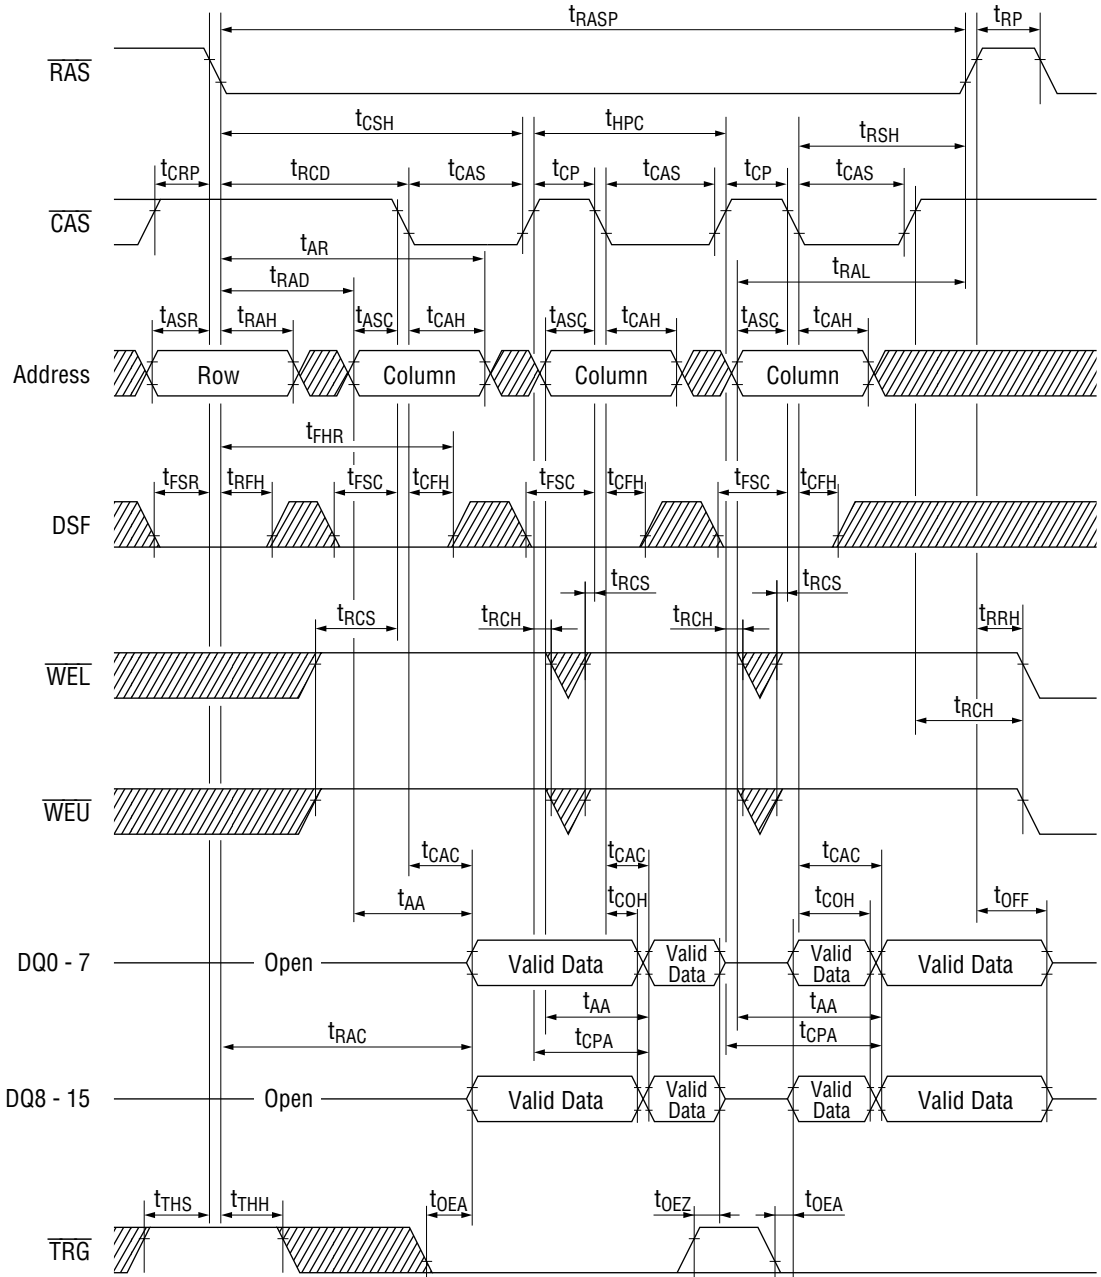 tRASP tRP
RAS
tCSH tHPC tRSH
tCRP tRCD tCAS tCP tCAS tCP tCAS
CAS
tAR
tRAD tRAL
tASR tRAH tASC tCAH tASC tCAH tASC tCAH
Address Row Column Column Column
tFHR
tFSR tRFH tFSC tCFH tFSC tCFH tFSC tCFH
DSF
tRCS tRCS
tRCS tRCH tRCH tRRH
WEL
tRCH
WEU
tCAC tCAC tCAC
tAA tCOH tCOH tOFF
DQ0 - 7 Open Valid Data Valid Data Valid Data Valid Data
tAA tAA
tRAC tCPA tCPA
DQ8 - 15 Open Valid Data Valid Data Valid Data Valid Data
tTHS tTHH tOEA tOEZ tOEA
TRG